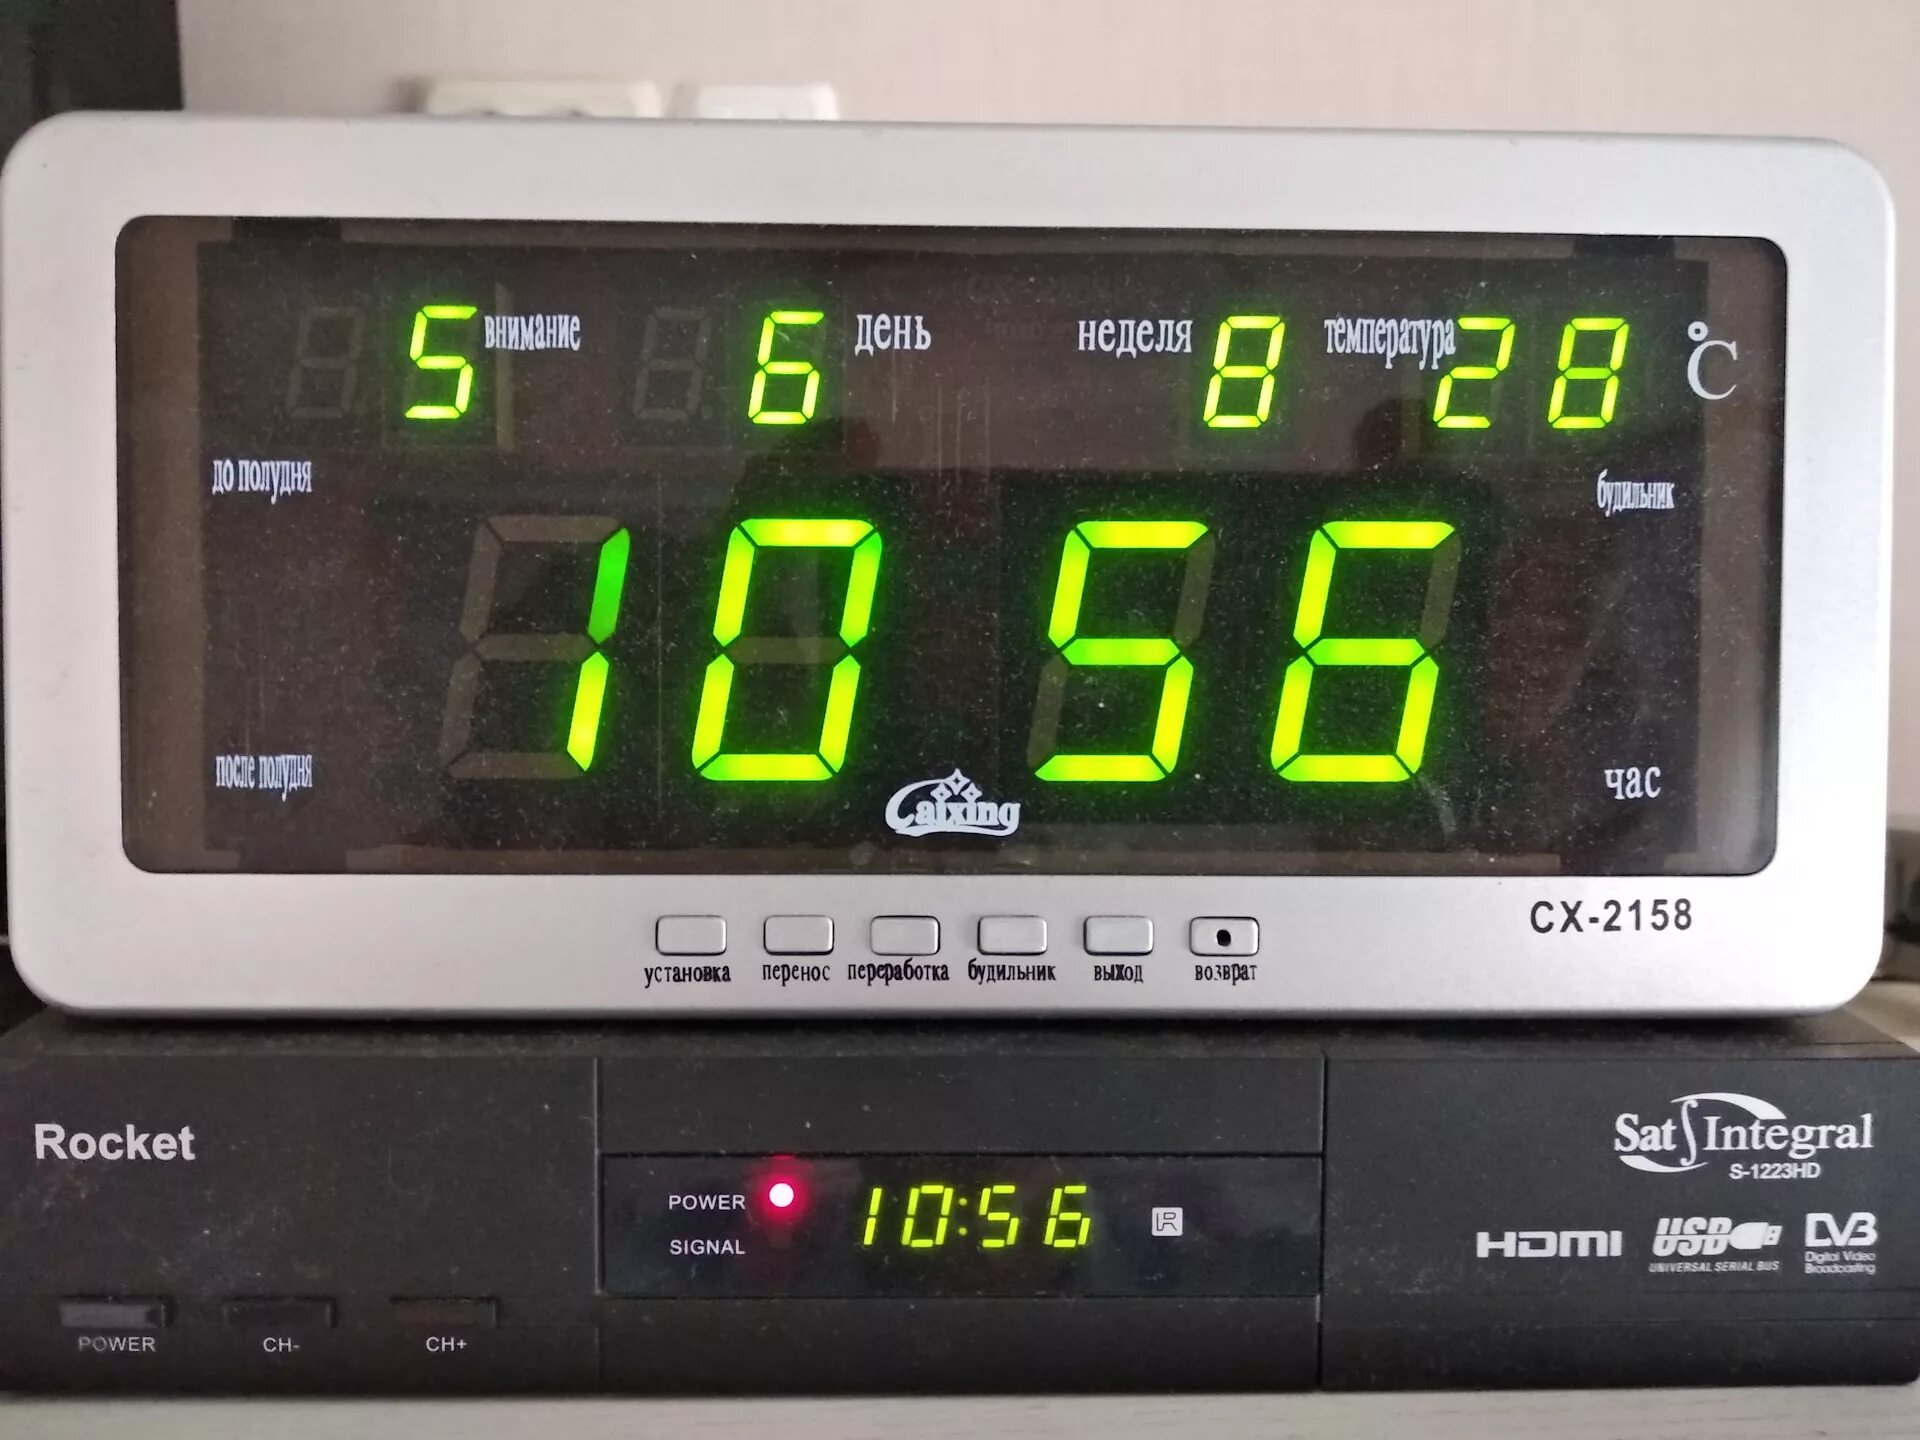 5 внимание 6 день неделя 8 температура 28 °C
до полудня будильник
10 56
после полудня час
Caixing
CX-2158
установка перенос переработка будильник выход возврат
Rocket
Sat Integral
S-1223HD
POWER 10:56 IR
SIGNAL
HDMI USB DVB
UNIVERSAL SERIAL BUS Digital Video
Broadcasting
POWER CH- CH+